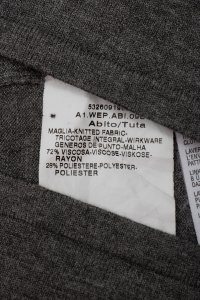 A1.WEP.ABI
Abito/Tuta
MAGLIA-KNITTED FABRIC-
TRICOTAGE INTEGRAL-WIRKWARE
GENEROS DE PUNTO-MALHA
72% VISCOSA-VISCOSE-VISKOSE-
RAYON
28% POLIESTERE-POLYESTER-
POLIESTER